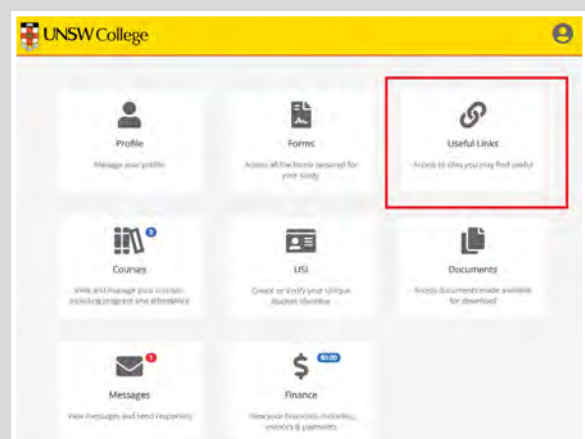 UNSW College
Profile
Manage your profile
Forms
Access all the forms required for
your study
Useful Links
Access to sites you may find useful
Courses
3
View and manage your courses
including progress and attendance
USI
Create or Verify your Unique
Student Identifier
Documents
Access documents made available
for download
Messages
1
View messages and send responses
Finance
$0.00
View your financials, including
invoices & payments